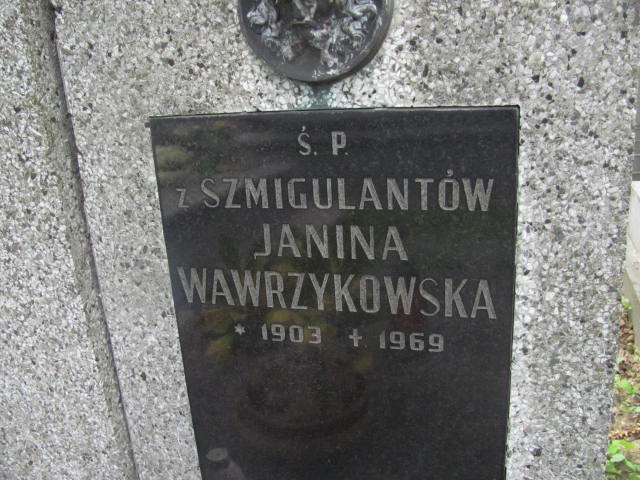 Ś. P.
z SZMIGULANTÓW
JANINA
WAWRZYKOWSKA
* 1903 + 1969